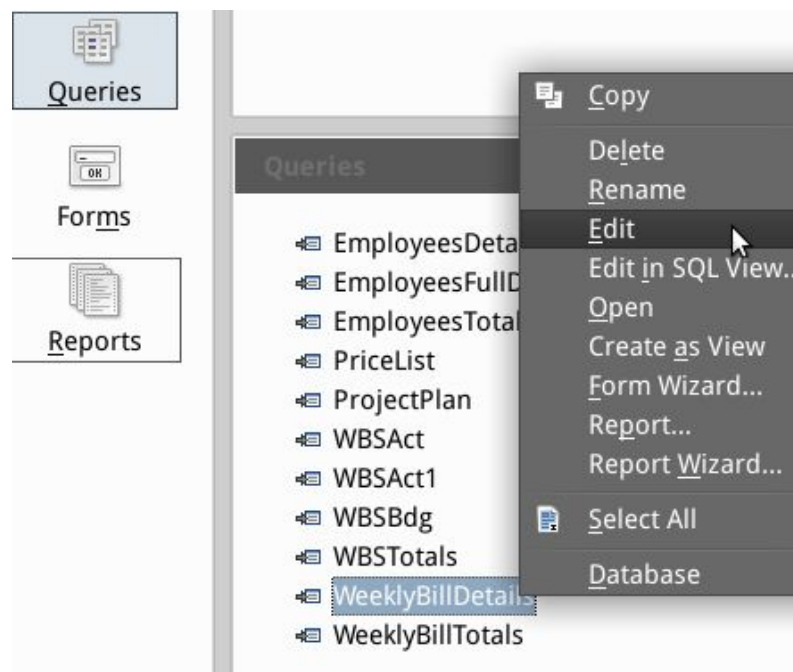 Queries
Forms
OK
Reports
Queries
EmployeesDeta
EmployeesFullD
EmployeesTotal
PriceList
ProjectPlan
WBSAct
WBSAct1
WBSBdg
WBSTotals
WeeklyBillDetails
WeeklyBillTotals
Copy
Delete
Rename
Edit
Edit in SQL View..
Open
Create as View
Form Wizard...
Report...
Report Wizard...
Select All
Database